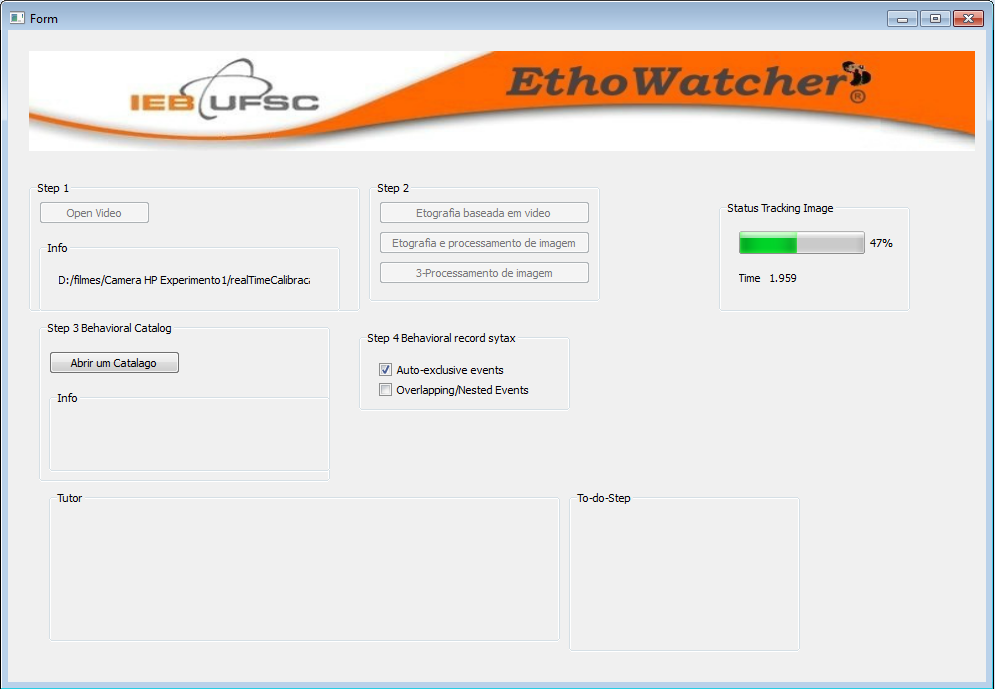 Form
IEB UFSC
EthoWatcher
®
Step 1
Open Video
Info
D:/filmes/Camera HP Experimento1/realTimeCalibraca
Step 2
Etografia baseada em video
Etografia e processamento de imagem
3-Processamento de imagem
Status Tracking Image
47%
Time 1.959
Step 3 Behavioral Catalog
Abrir um Catalago
Info
Step 4 Behavioral record sytax
Auto-exclusive events
Overlapping/Nested Events
Tutor
To-do-Step